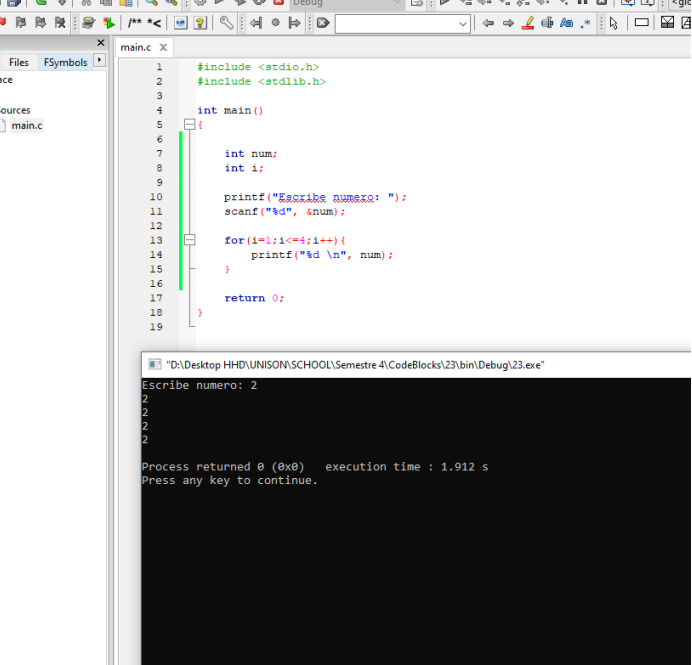 Debug
<glo
/** *<
Aa .*
Files FSymbols
main.c X
ace
ources
main.c
1 #include <stdio.h>
2 #include <stdlib.h>
3
4 int main()
5 {
6
7 int num;
8 int i;
9
10 printf("Escribe numero: ");
11 scanf("%d", &num);
12
13 for(i=1;i<=4;i++){
14 printf("%d \n", num);
15 }
16
17 return 0;
18 }
19
"D:\Desktop HHD\UNISON\SCHOOL\Semestre 4\CodeBlocks\23\bin\Debug\23.exe"
Escribe numero: 2
2
2
2
2
Process returned 0 (0x0) execution time : 1.912 s
Press any key to continue.